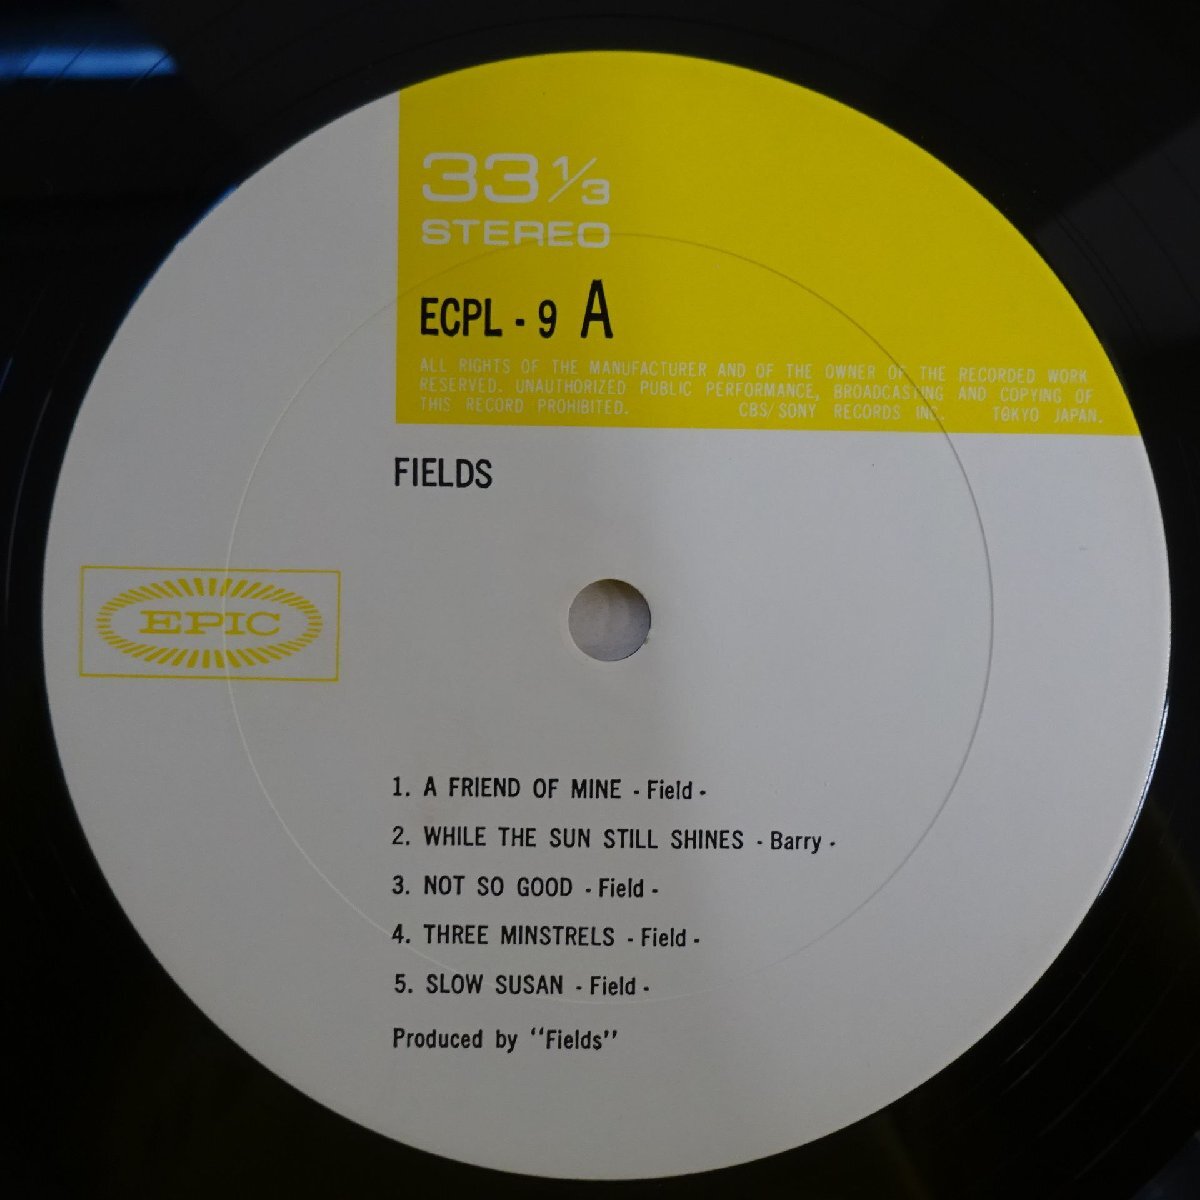 33 1/3
STEREO
ECPL - 9 A
ALL RIGHTS OF THE MANUFACTURER AND OF THE OWNER OF THE RECORDED WORK
RESERVED. UNAUTHORIZED PUBLIC PERFORMANCE, BROADCASTING AND COPYING OF
THIS RECORD PROHIBITED. CBS/SONY RECORDS INC. TOKYO JAPAN.
FIELDS
EPIC
1. A FRIEND OF MINE - Field -
2. WHILE THE SUN STILL SHINES - Barry -
3. NOT SO GOOD - Field -
4. THREE MINSTRELS - Field -
5. SLOW SUSAN - Field -
Produced by "Fields"